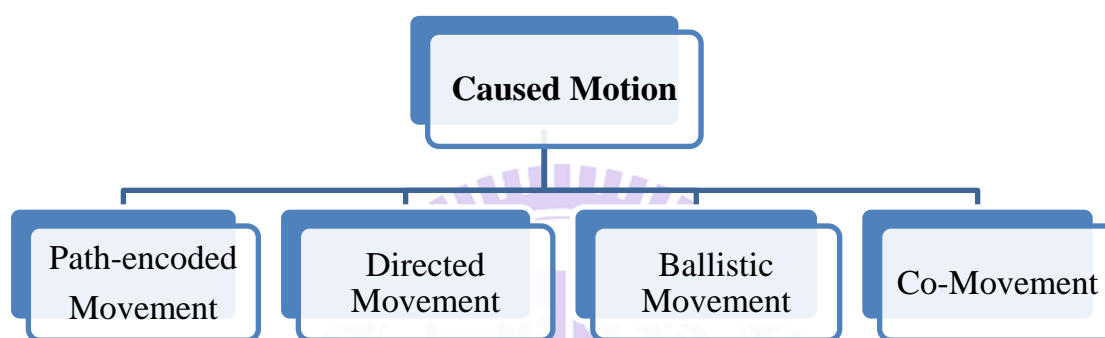 Caused Motion
Path-encoded
Movement
Directed
Movement
Ballistic
Movement
Co-Movement